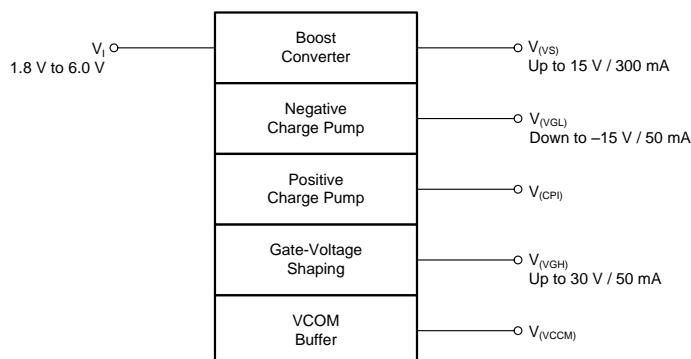 Boost
Converter
V_I
1.8 V to 6.0 V
V_(VS)
Up to 15 V / 300 mA
Negative
Charge Pump
V_(VGL)
Down to –15 V / 50 mA
Positive
Charge Pump
V_(CPI)
Gate-Voltage
Shaping
V_(VGH)
Up to 30 V / 50 mA
VCOM
Buffer
V_(VCCM)